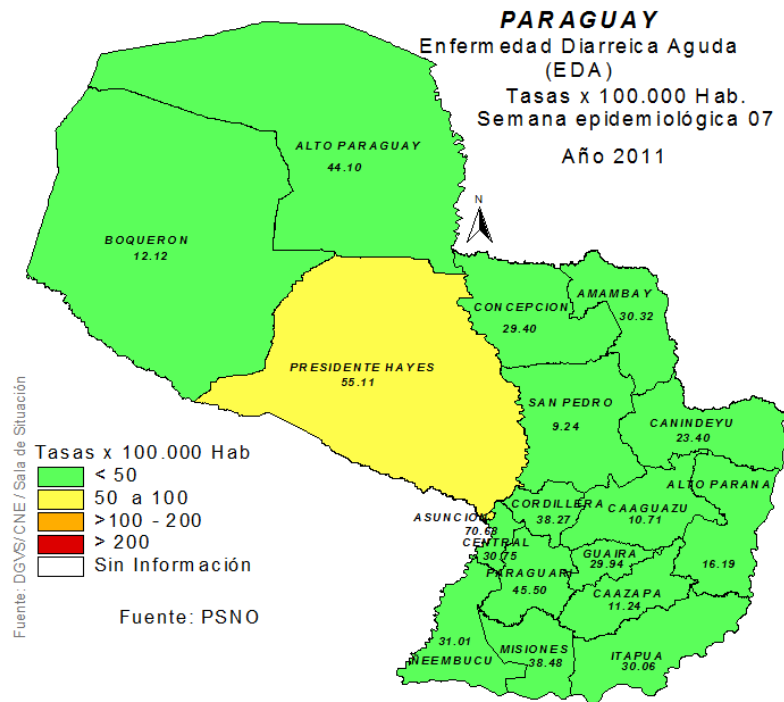 PARAGUAY
Enfermedad Diarreica Aguda
(EDA)
Tasas x 100.000 Hab.
Semana epidemiológica 07
Año 2011
N
ALTO PARAGUAY
44.10
BOQUERON
12.12
CONCEPCION
29.40
AMAMBAY
30.32
PRESIDENTE HAYES
55.11
SAN PEDRO
9.24
CANINDEYU
23.40
ALTO PARANA
16.19
CORDILLERA
38.27
CAAGUAZU
10.71
ASUNCION
70.68
CENTRAL
30.75
GUAIRA
29.94
PARAGUARI
45.50
CAAZAPA
11.24
31.01
NEEMBUCU
MISIONES
38.48
ITAPUA
30.06
Tasas x 100.000 Hab
< 50
50 a 100
>100 - 200
> 200
Sin Información
Fuente: PSNO
Fuente: DGVS/CNE / Sala de Situación